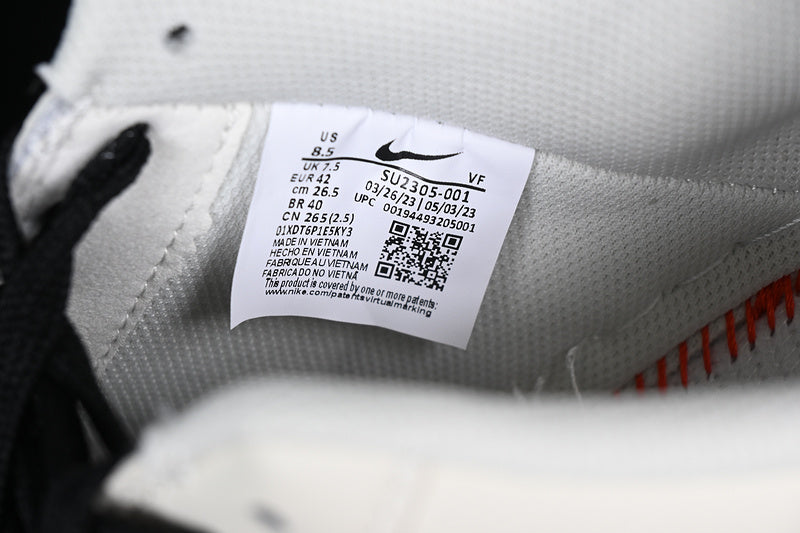 US
8.5
UK 7.5
EUR 42
cm 26.5
BR 40
CN 265(2.5)
01XDT6P1E5KY3
MADE IN VIETNAM
HECHO EN VIETNAM
FABRIQUE AU VIETNAM
FABRICADO NO VIETNÃ
This product is covered by one or more patents:
www.nike.com/patentsvirtualmarking
VF
SU2305-001
03/26/23 | 05/03/23
UPC 00194493205001